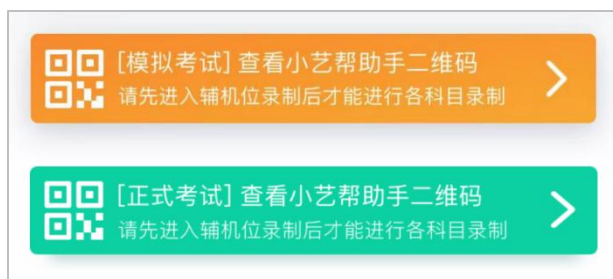 [模拟考试] 查看小艺帮助手二维码
请先进入辅机位录制后才能进行各科目录制
[正式考试] 查看小艺帮助手二维码
请先进入辅机位录制后才能进行各科目录制